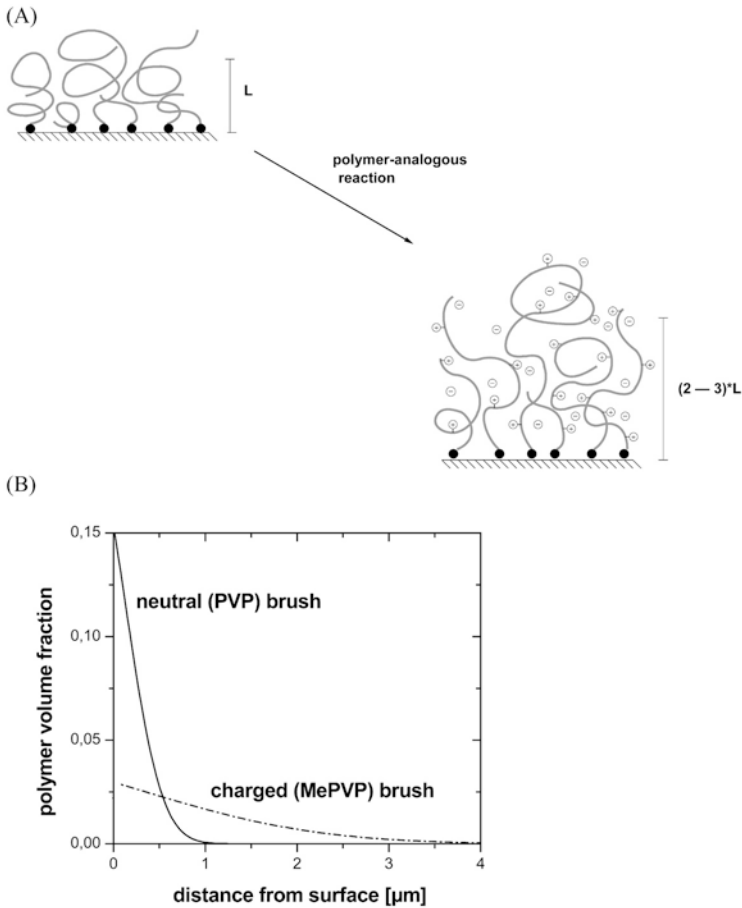 (A)
L
polymer-analogous
reaction
(2 — 3)*L
(B)
0,15
neutral (PVP) brush
0,10
polymer volume fraction
0,05
charged (MePVP) brush
0,00
0 1 2 3 4
distance from surface [µm]